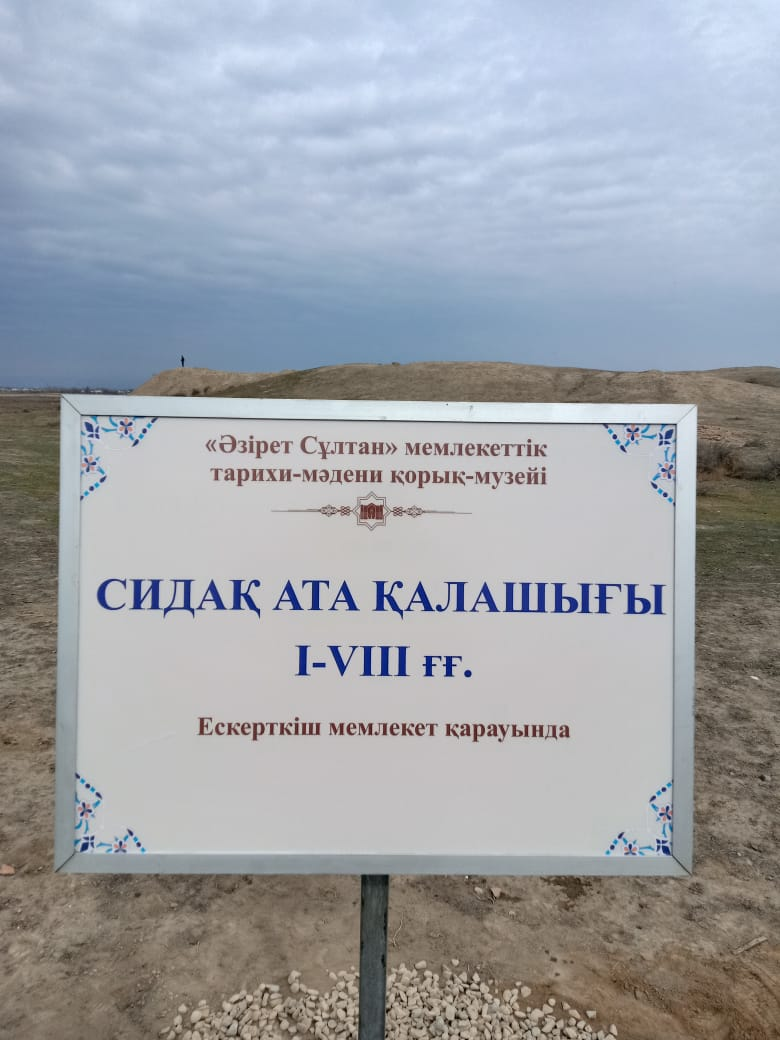 «Әзірет Сұлтан» мемлекеттік
тарихи-мәдени қорық-музейі
СИДАҚ АТА ҚАЛАШЫҒЫ
I-VIII ғғ.
Ескерткіш мемлекет қарауында